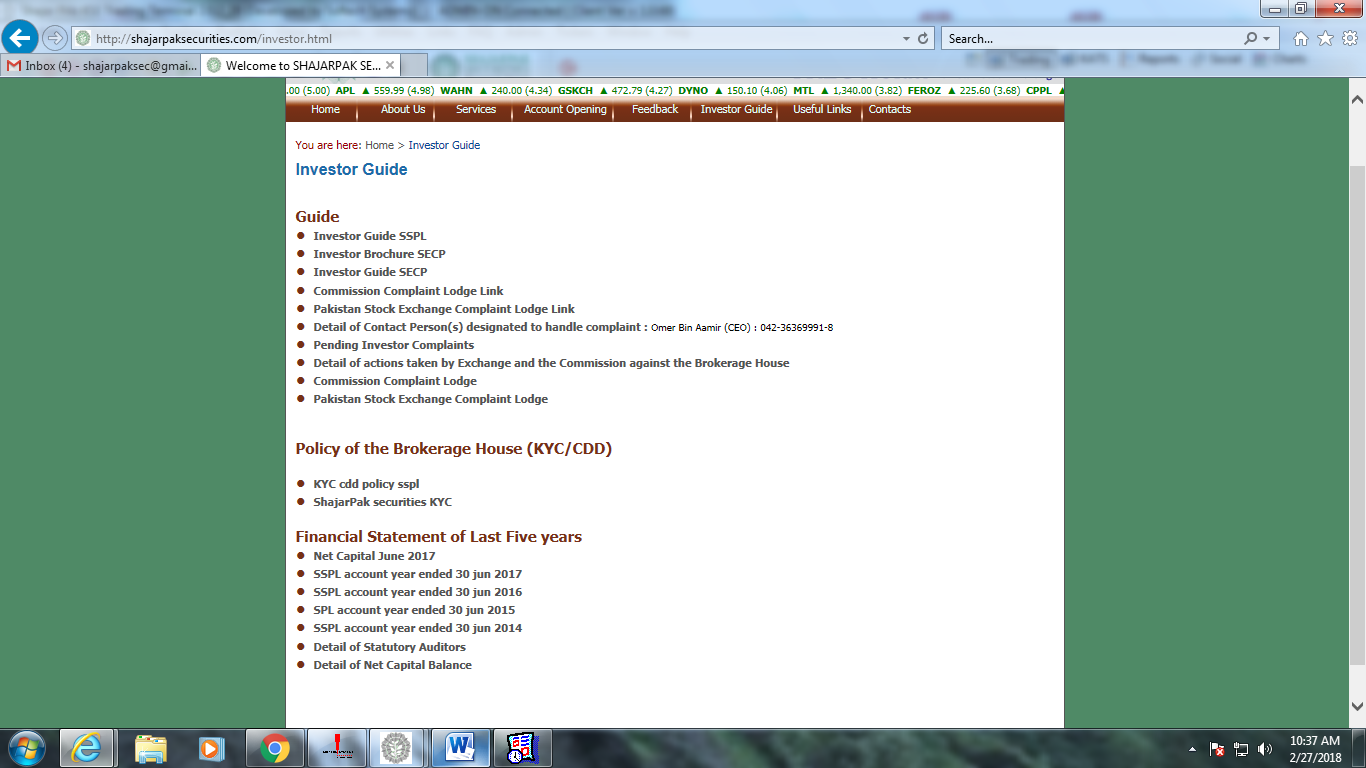 http://shajarpaksecurities.com/investor.html
Search...
Inbox (4) - shajarpaksec@gmai...
Welcome to SHAJARPAK SE...
.00 (5.00) APL ▲ 559.99 (4.98) WAHN ▲ 240.00 (4.34) GSKCH ▲ 472.79 (4.27) DYNO ▲ 150.10 (4.06) MTL ▲ 1,340.00 (3.82) FEROZ ▲ 225.60 (3.68) CPPL ▲
Home About Us Services Account Opening Feedback Investor Guide Useful Links Contacts
You are here: Home > Investor Guide
Investor Guide
Guide
Investor Guide SSPL
Investor Brochure SECP
Investor Guide SECP
Commission Complaint Lodge Link
Pakistan Stock Exchange Complaint Lodge Link
Detail of Contact Person(s) designated to handle complaint : Omer Bin Aamir (CEO) : 042-36369991-8
Pending Investor Complaints
Detail of actions taken by Exchange and the Commission against the Brokerage House
Commission Complaint Lodge
Pakistan Stock Exchange Complaint Lodge
Policy of the Brokerage House (KYC/CDD)
KYC cdd policy sspl
ShajarPak securities KYC
Financial Statement of Last Five years
Net Capital June 2017
SSPL account year ended 30 jun 2017
SSPL account year ended 30 jun 2016
SPL account year ended 30 jun 2015
SSPL account year ended 30 jun 2014
Detail of Statutory Auditors
Detail of Net Capital Balance
10:37 AM
2/27/2018